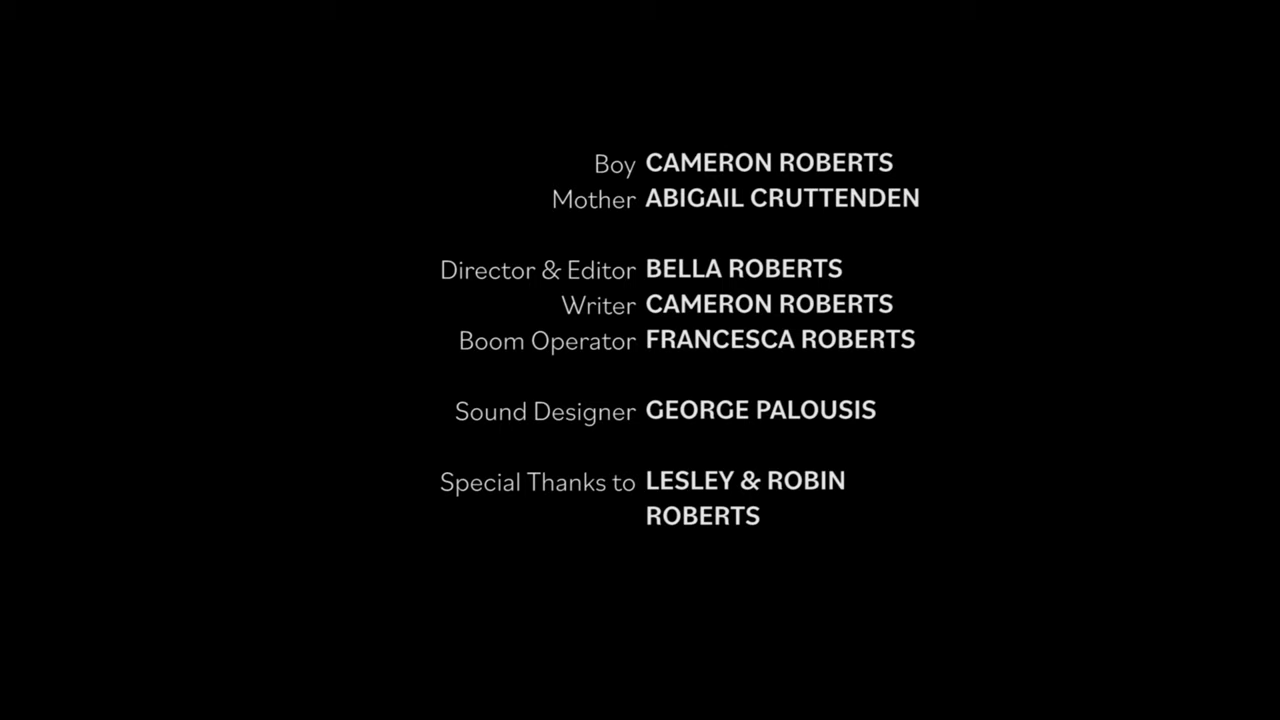 Boy CAMERON ROBERTS
Mother ABIGAIL CRUTTENDEN
Director & Editor BELLA ROBERTS
Writer CAMERON ROBERTS
Boom Operator FRANCESCA ROBERTS
Sound Designer GEORGE PALOUSIS
Special Thanks to LESLEY & ROBIN
ROBERTS